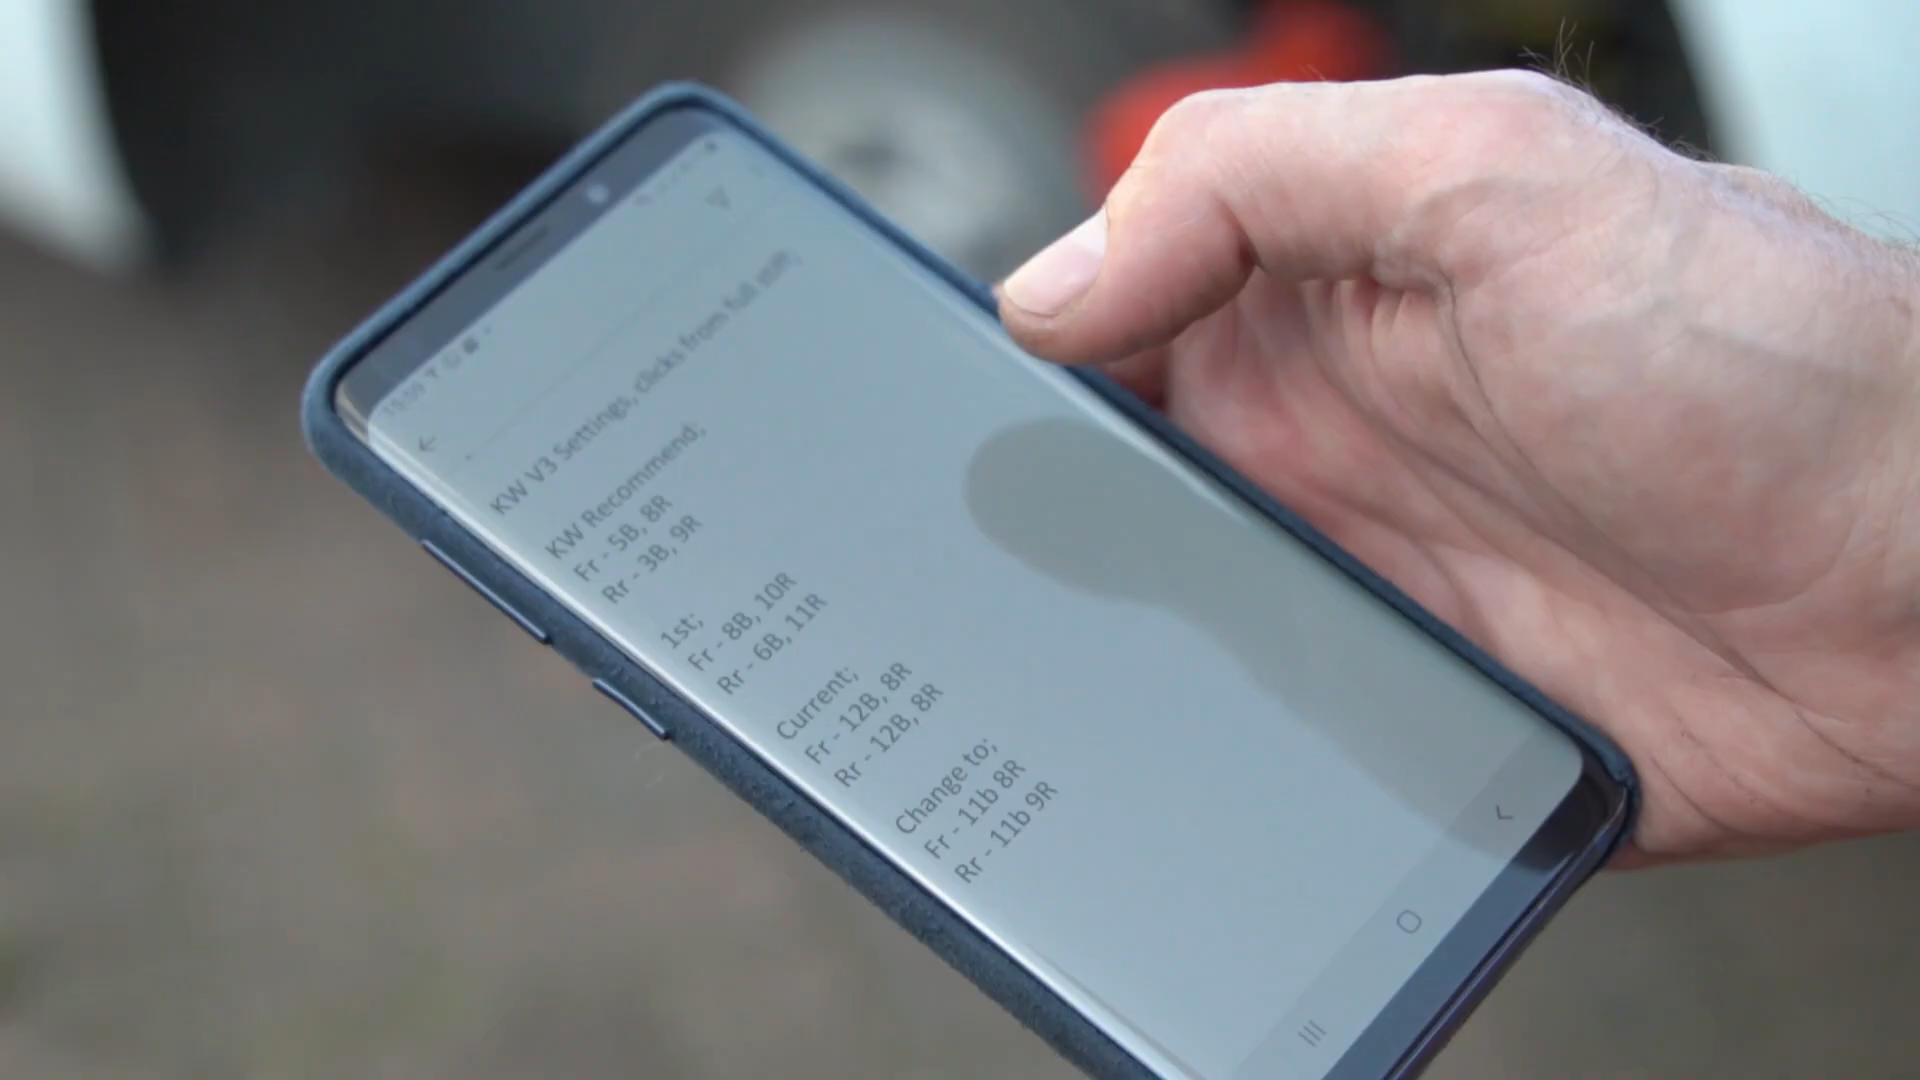 KW V3 Settings, clicks from full stiff;
KW Recommend;
Fr - 5B, 8R
Rr - 3B, 9R
1st;
Fr - 8B, 10R
Rr - 6B, 11R
Current;
Fr - 12B, 8R
Rr - 12B, 8R
Change to;
Fr - 11b 8R
Rr - 11b 9R